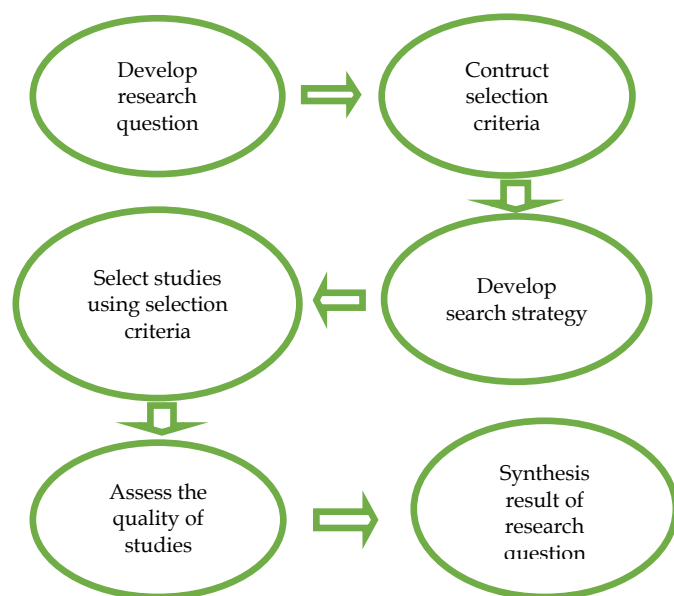 Develop
research
question
Contruct
selection
criteria
Develop
search strategy
Select studies
using selection
criteria
Assess the
quality of
studies
Synthesis
result of
research
question